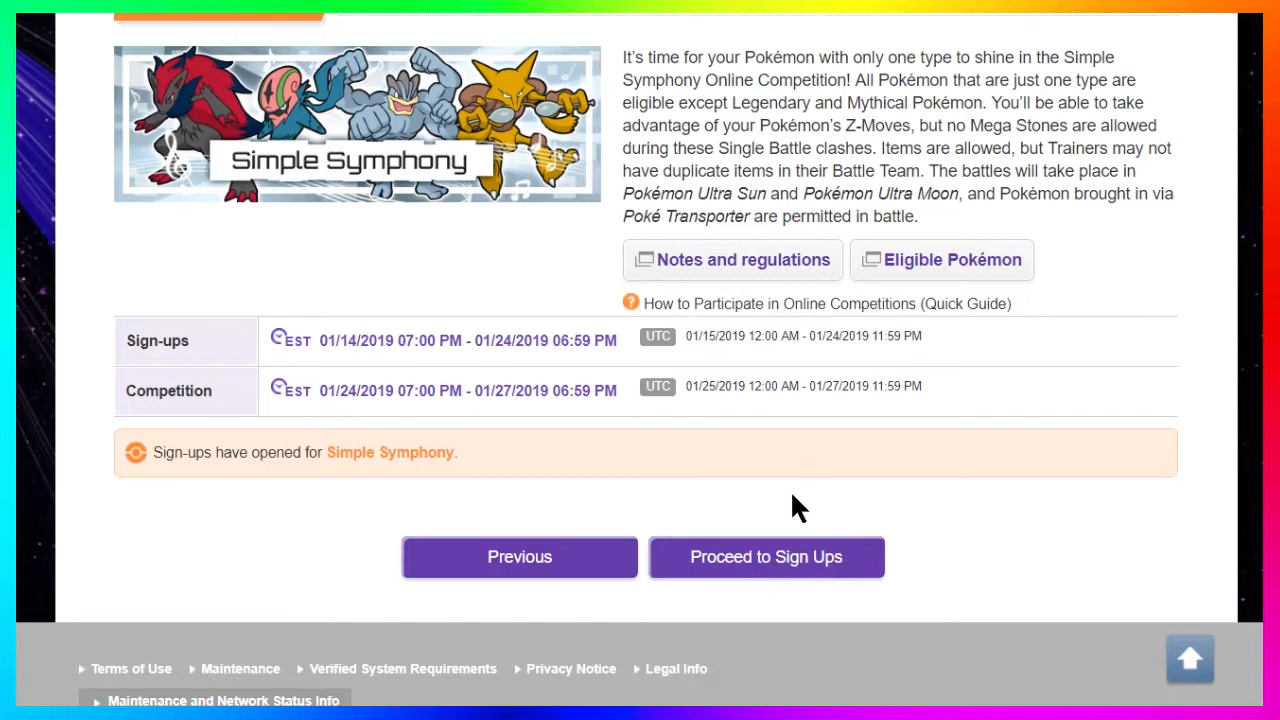 Simple Symphony
It's time for your Pokémon with only one type to shine in the Simple
Symphony Online Competition! All Pokémon that are just one type are
eligible except Legendary and Mythical Pokémon. You'll be able to take
advantage of your Pokémon's Z-Moves, but no Mega Stones are allowed
during these Single Battle clashes. Items are allowed, but Trainers may not
have duplicate items in their Battle Team. The battles will take place in
Pokémon Ultra Sun and Pokémon Ultra Moon, and Pokémon brought in via
Poké Transporter are permitted in battle.
Notes and regulations Eligible Pokémon
? How to Participate in Online Competitions (Quick Guide)
Sign-ups EST 01/14/2019 07:00 PM - 01/24/2019 06:59 PM UTC 01/15/2019 12:00 AM - 01/24/2019 11:59 PM
Competition EST 01/24/2019 07:00 PM - 01/27/2019 06:59 PM UTC 01/25/2019 12:00 AM - 01/27/2019 11:59 PM
Sign-ups have opened for Simple Symphony.
Previous Proceed to Sign Ups
Terms of Use Maintenance Verified System Requirements Privacy Notice Legal Info
Maintenance and Network Status Info